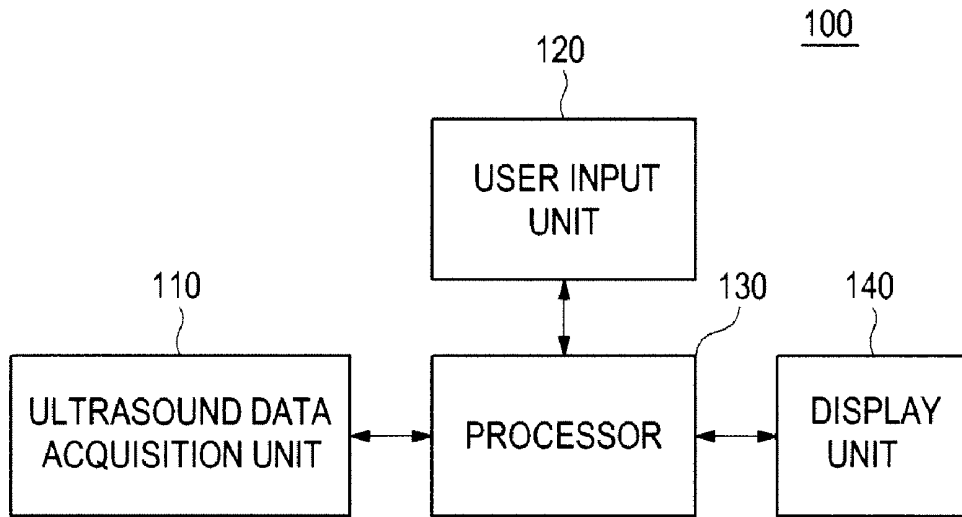 100
120
USER INPUT
UNIT
110
130
140
ULTRASOUND DATA
ACQUISITION UNIT
PROCESSOR
DISPLAY
UNIT